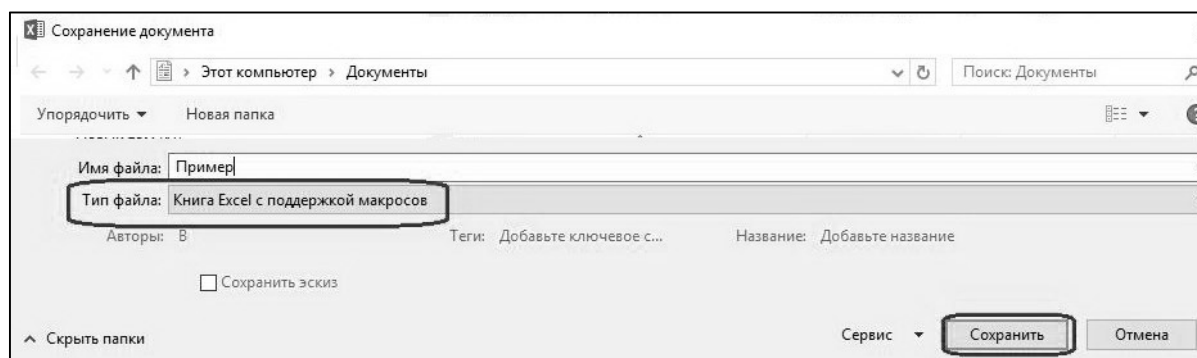 Сохранение документа
Этот компьютер › Документы
Поиск: Документы
Упорядочить
Новая папка
Имя файла: Пример
Тип файла: Книга Excel с поддержкой макросов
Авторы: В Теги: Добавьте ключевое с... Название: Добавьте название
Сохранить эскиз
Скрыть папки Сервис Сохранить Отмена